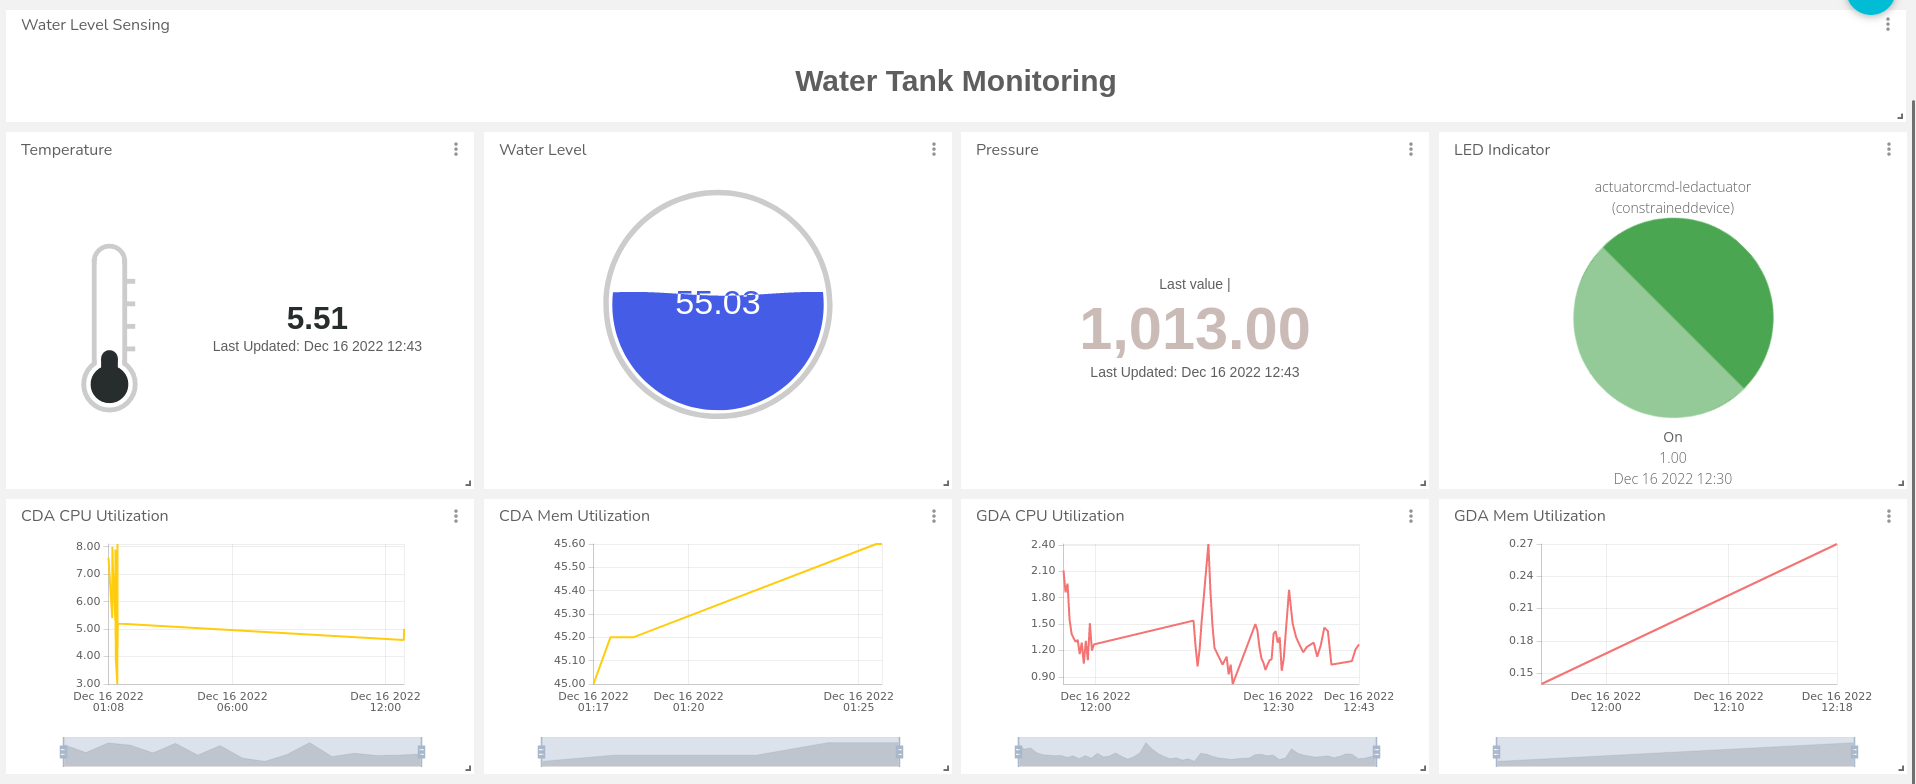 Water Level Sensing
Water Tank Monitoring
Temperature
5.51
Last Updated: Dec 16 2022 12:43
Water Level
55.03
Pressure
Last value |
1,013.00
Last Updated: Dec 16 2022 12:43
LED Indicator
actuatorcmd-ledactuator
(constraineddevice)
On
1.00
Dec 16 2022 12:30
CDA CPU Utilization
8.00
7.00
6.00
5.00
4.00
3.00
Dec 16 2022 Dec 16 2022 Dec 16 2022
01:08 06:00 12:00
CDA Mem Utilization
45.60
45.50
45.40
45.30
45.20
45.10
45.00
Dec 16 2022 Dec 16 2022 Dec 16 2022
01:17 01:20 01:25
GDA CPU Utilization
2.40
2.10
1.80
1.50
1.20
0.90
Dec 16 2022 Dec 16 2022 Dec 16 2022
12:00 12:30 12:43
GDA Mem Utilization
0.27
0.24
0.21
0.18
0.15
Dec 16 2022 Dec 16 2022 Dec 16 2022
12:00 12:10 12:18